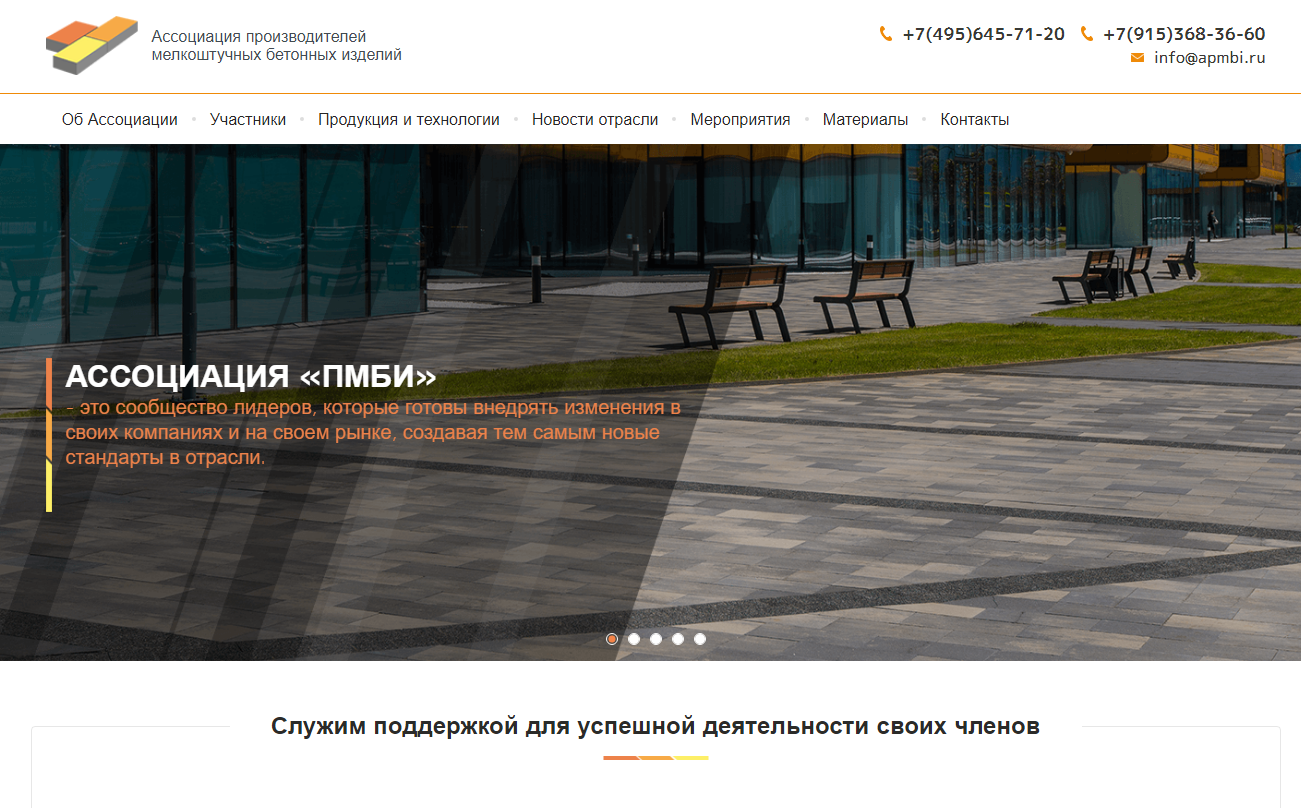 Ассоциация производителей
мелкоштучных бетонных изделий
+7(495)645-71-20 +7(915)368-36-60
info@apmbi.ru
Об Ассоциации Участники Продукция и технологии Новости отрасли Мероприятия Материалы Контакты
АССОЦИАЦИЯ «ПМБИ»
- это сообщество лидеров, которые готовы внедрять изменения в
своих компаниях и на своем рынке, создавая тем самым новые
стандарты в отрасли.
Служим поддержкой для успешной деятельности своих членов